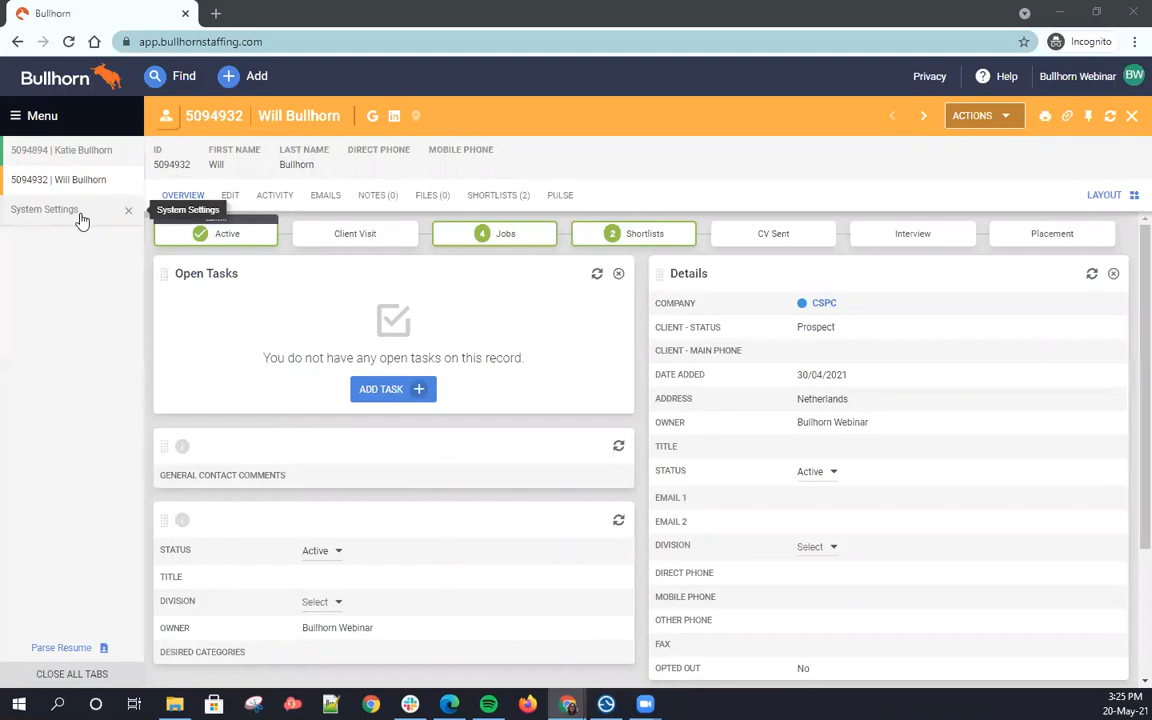 Bullhorn
app.bullhornstaffing.com
Incognito
Bullhorn
Find
Add
Privacy
Help
Bullhorn Webinar
BW
Menu
5094932
Will Bullhorn
ACTIONS
5094894 | Katie Bullhorn
5094932 | Will Bullhorn
System Settings
System Settings
ID
FIRST NAME
LAST NAME
DIRECT PHONE
MOBILE PHONE
5094932
Will
Bullhorn
OVERVIEW
EDIT
ACTIVITY
EMAILS
NOTES (0)
FILES (0)
SHORTLISTS (2)
PULSE
LAYOUT
Active
Client Visit
4 Jobs
2 Shortlists
CV Sent
Interview
Placement
Open Tasks
You do not have any open tasks on this record.
ADD TASK
GENERAL CONTACT COMMENTS
STATUS Active
TITLE
DIVISION Select
OWNER Bullhorn Webinar
DESIRED CATEGORIES
Details
COMPANY CSPC
CLIENT - STATUS Prospect
CLIENT - MAIN PHONE
DATE ADDED 30/04/2021
ADDRESS Netherlands
OWNER Bullhorn Webinar
TITLE
STATUS Active
EMAIL 1
EMAIL 2
DIVISION Select
DIRECT PHONE
MOBILE PHONE
OTHER PHONE
FAX
OPTED OUT No
Parse Resume
CLOSE ALL TABS
3:25 PM
20-May-21